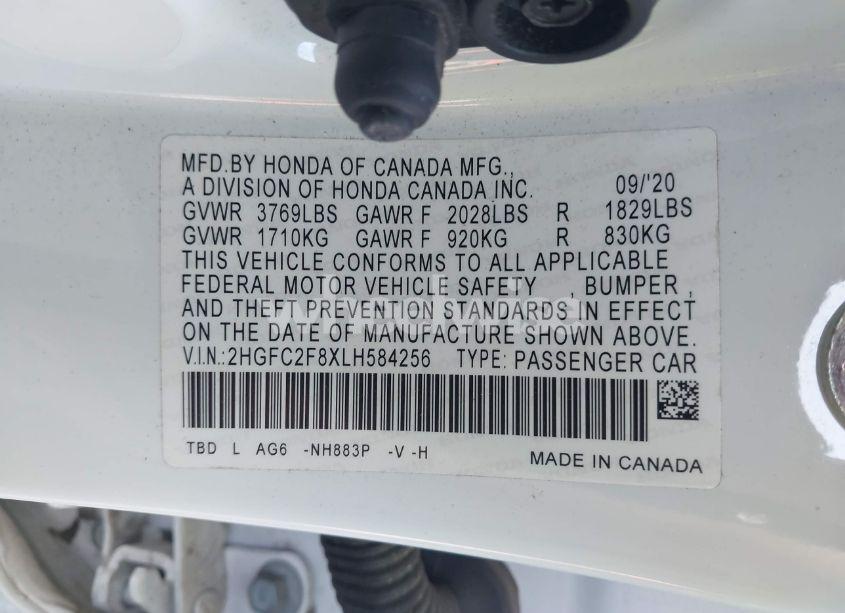 MFD.BY HONDA OF CANADA MFG.,
A DIVISION OF HONDA CANADA INC. 09/'20
GVWR 3769LBS GAWR F 2028LBS R 1829LBS
GVWR 1710KG GAWR F 920KG R 830KG
THIS VEHICLE CONFORMS TO ALL APPLICABLE
FEDERAL MOTOR VEHICLE SAFETY , BUMPER ,
AND THEFT PREVENTION STANDARDS IN EFFECT
ON THE DATE OF MANUFACTURE SHOWN ABOVE.
V.I.N.:2HGFC2F8XLH584256 TYPE: PASSENGER CAR
TBD L AG6 -NH883P -V -H
MADE IN CANADA